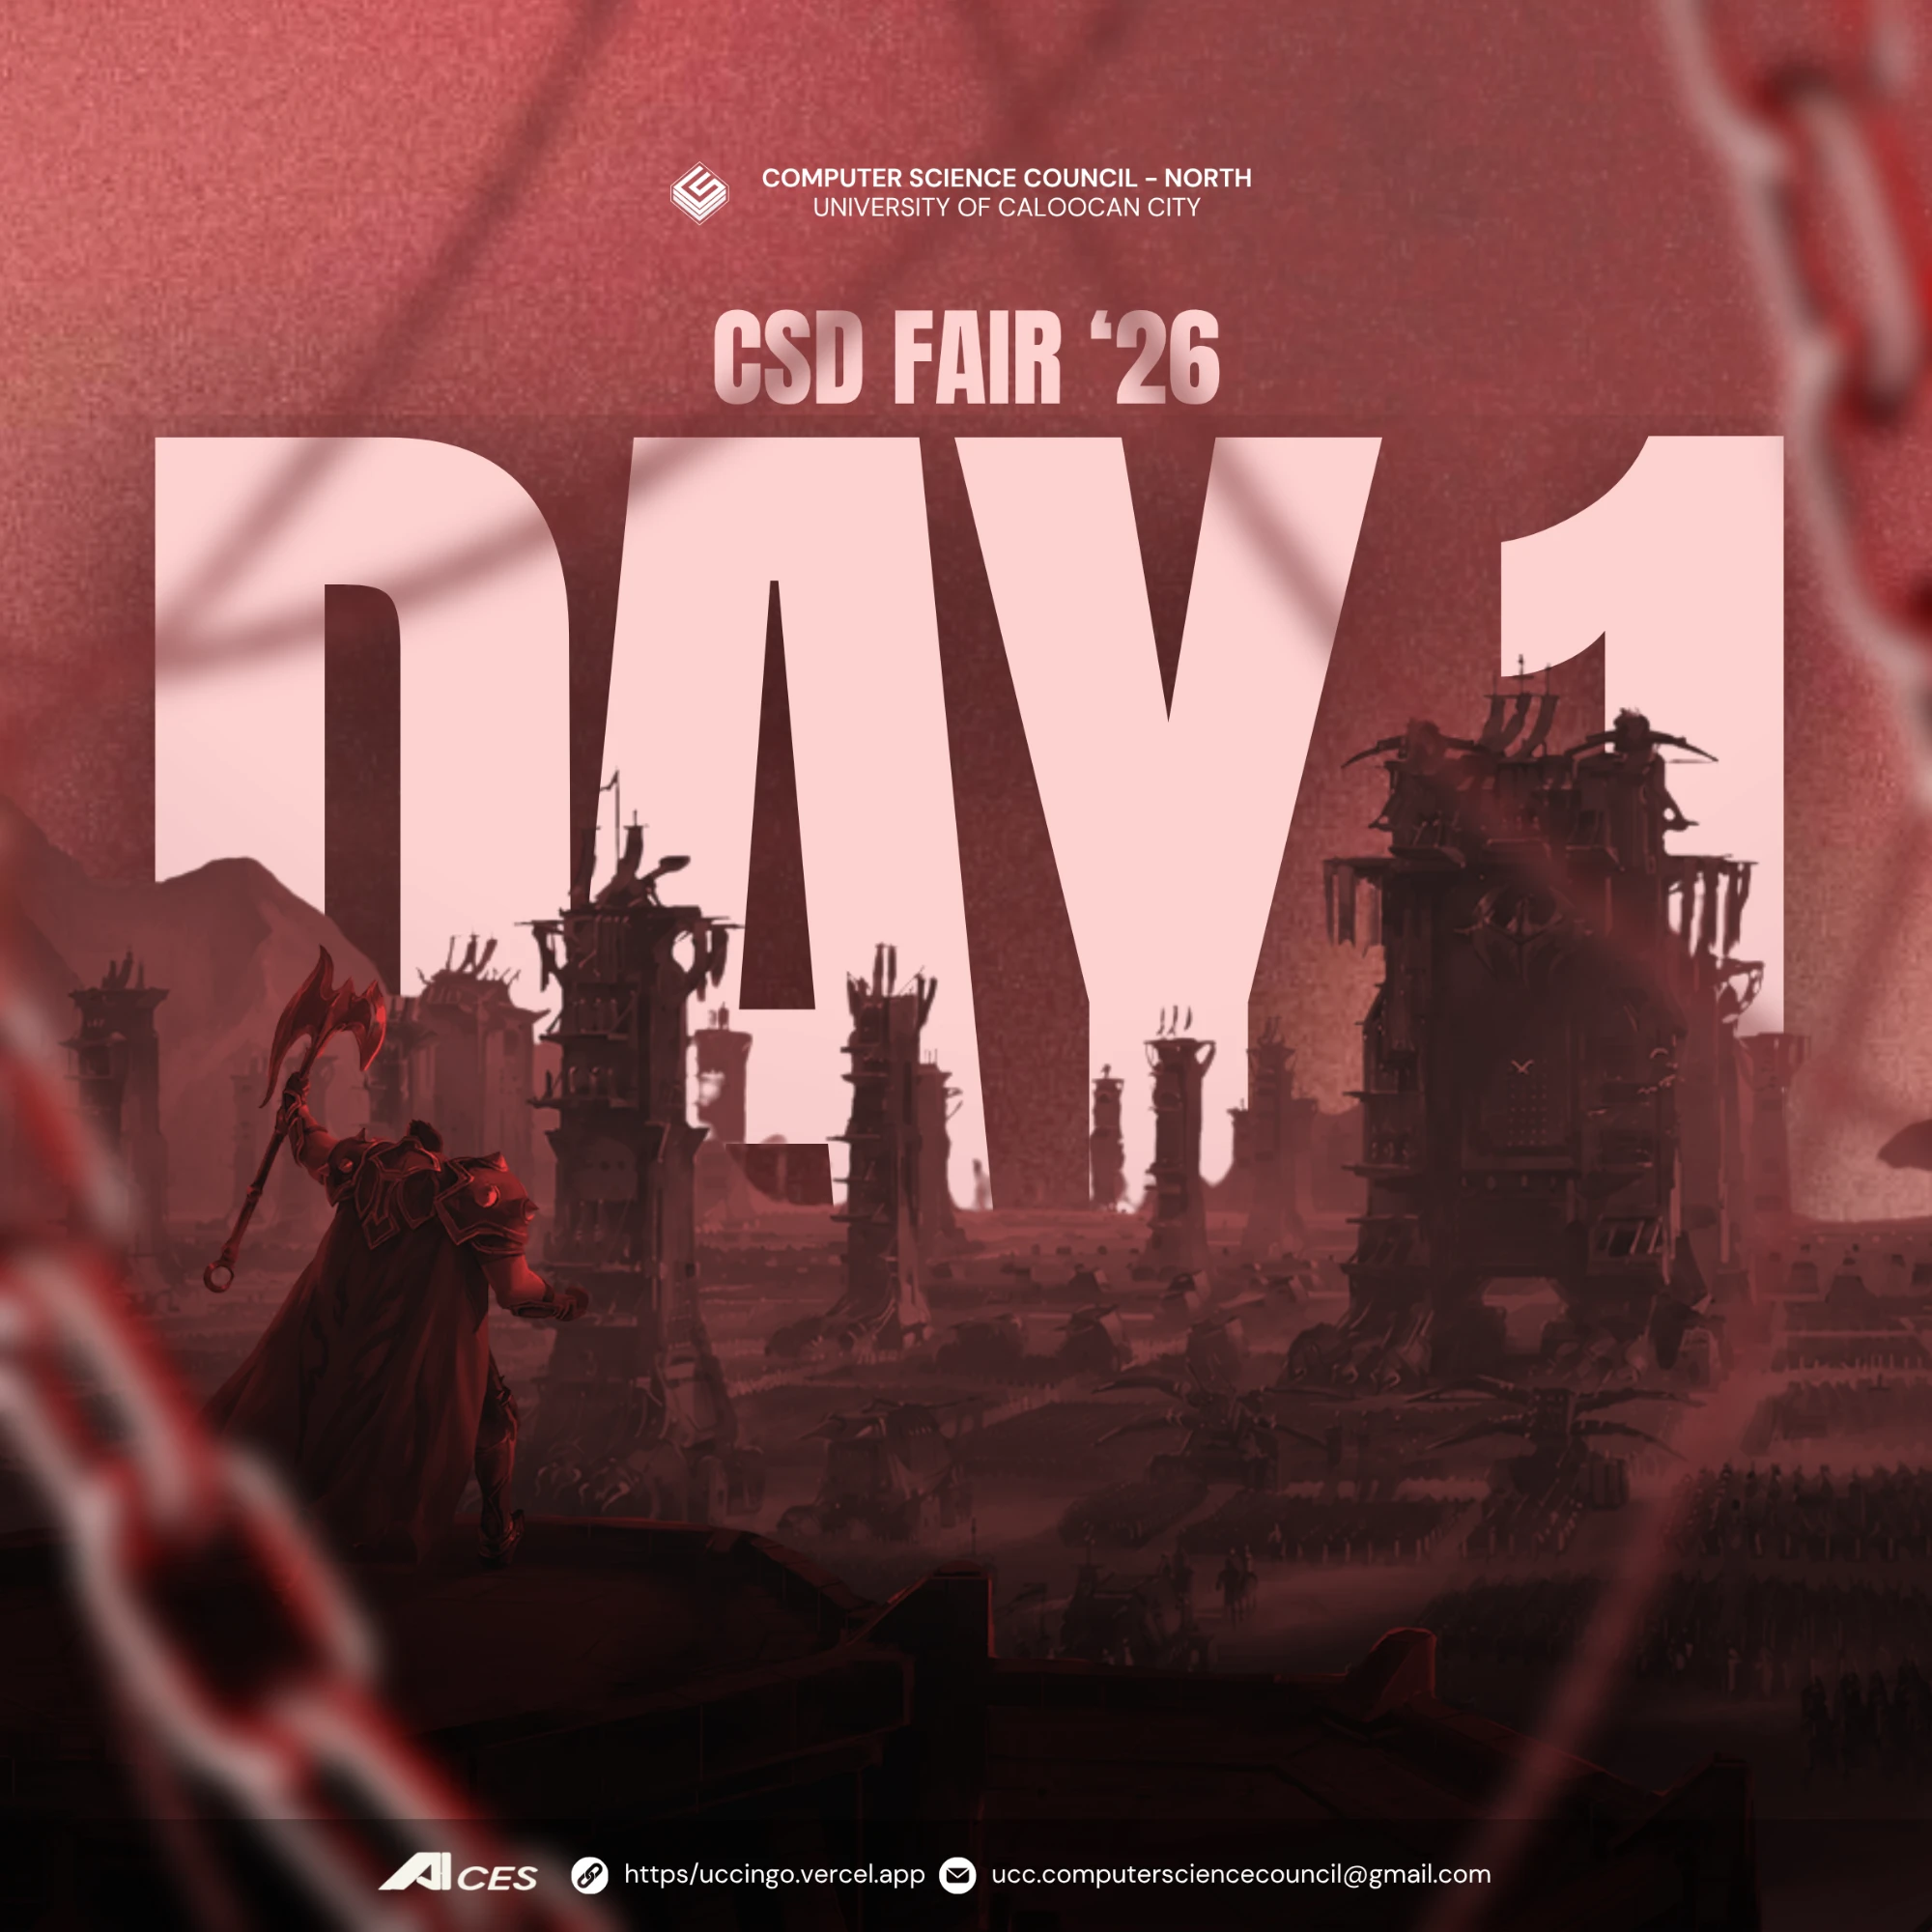 COMPUTER SCIENCE COUNCIL – NORTH
UNIVERSITY OF CALOOCAN CITY
CSD FAIR ‘26
DAY 1
AICES https/uccingo.vercel.app ucc.computersciencecouncil@gmail.com